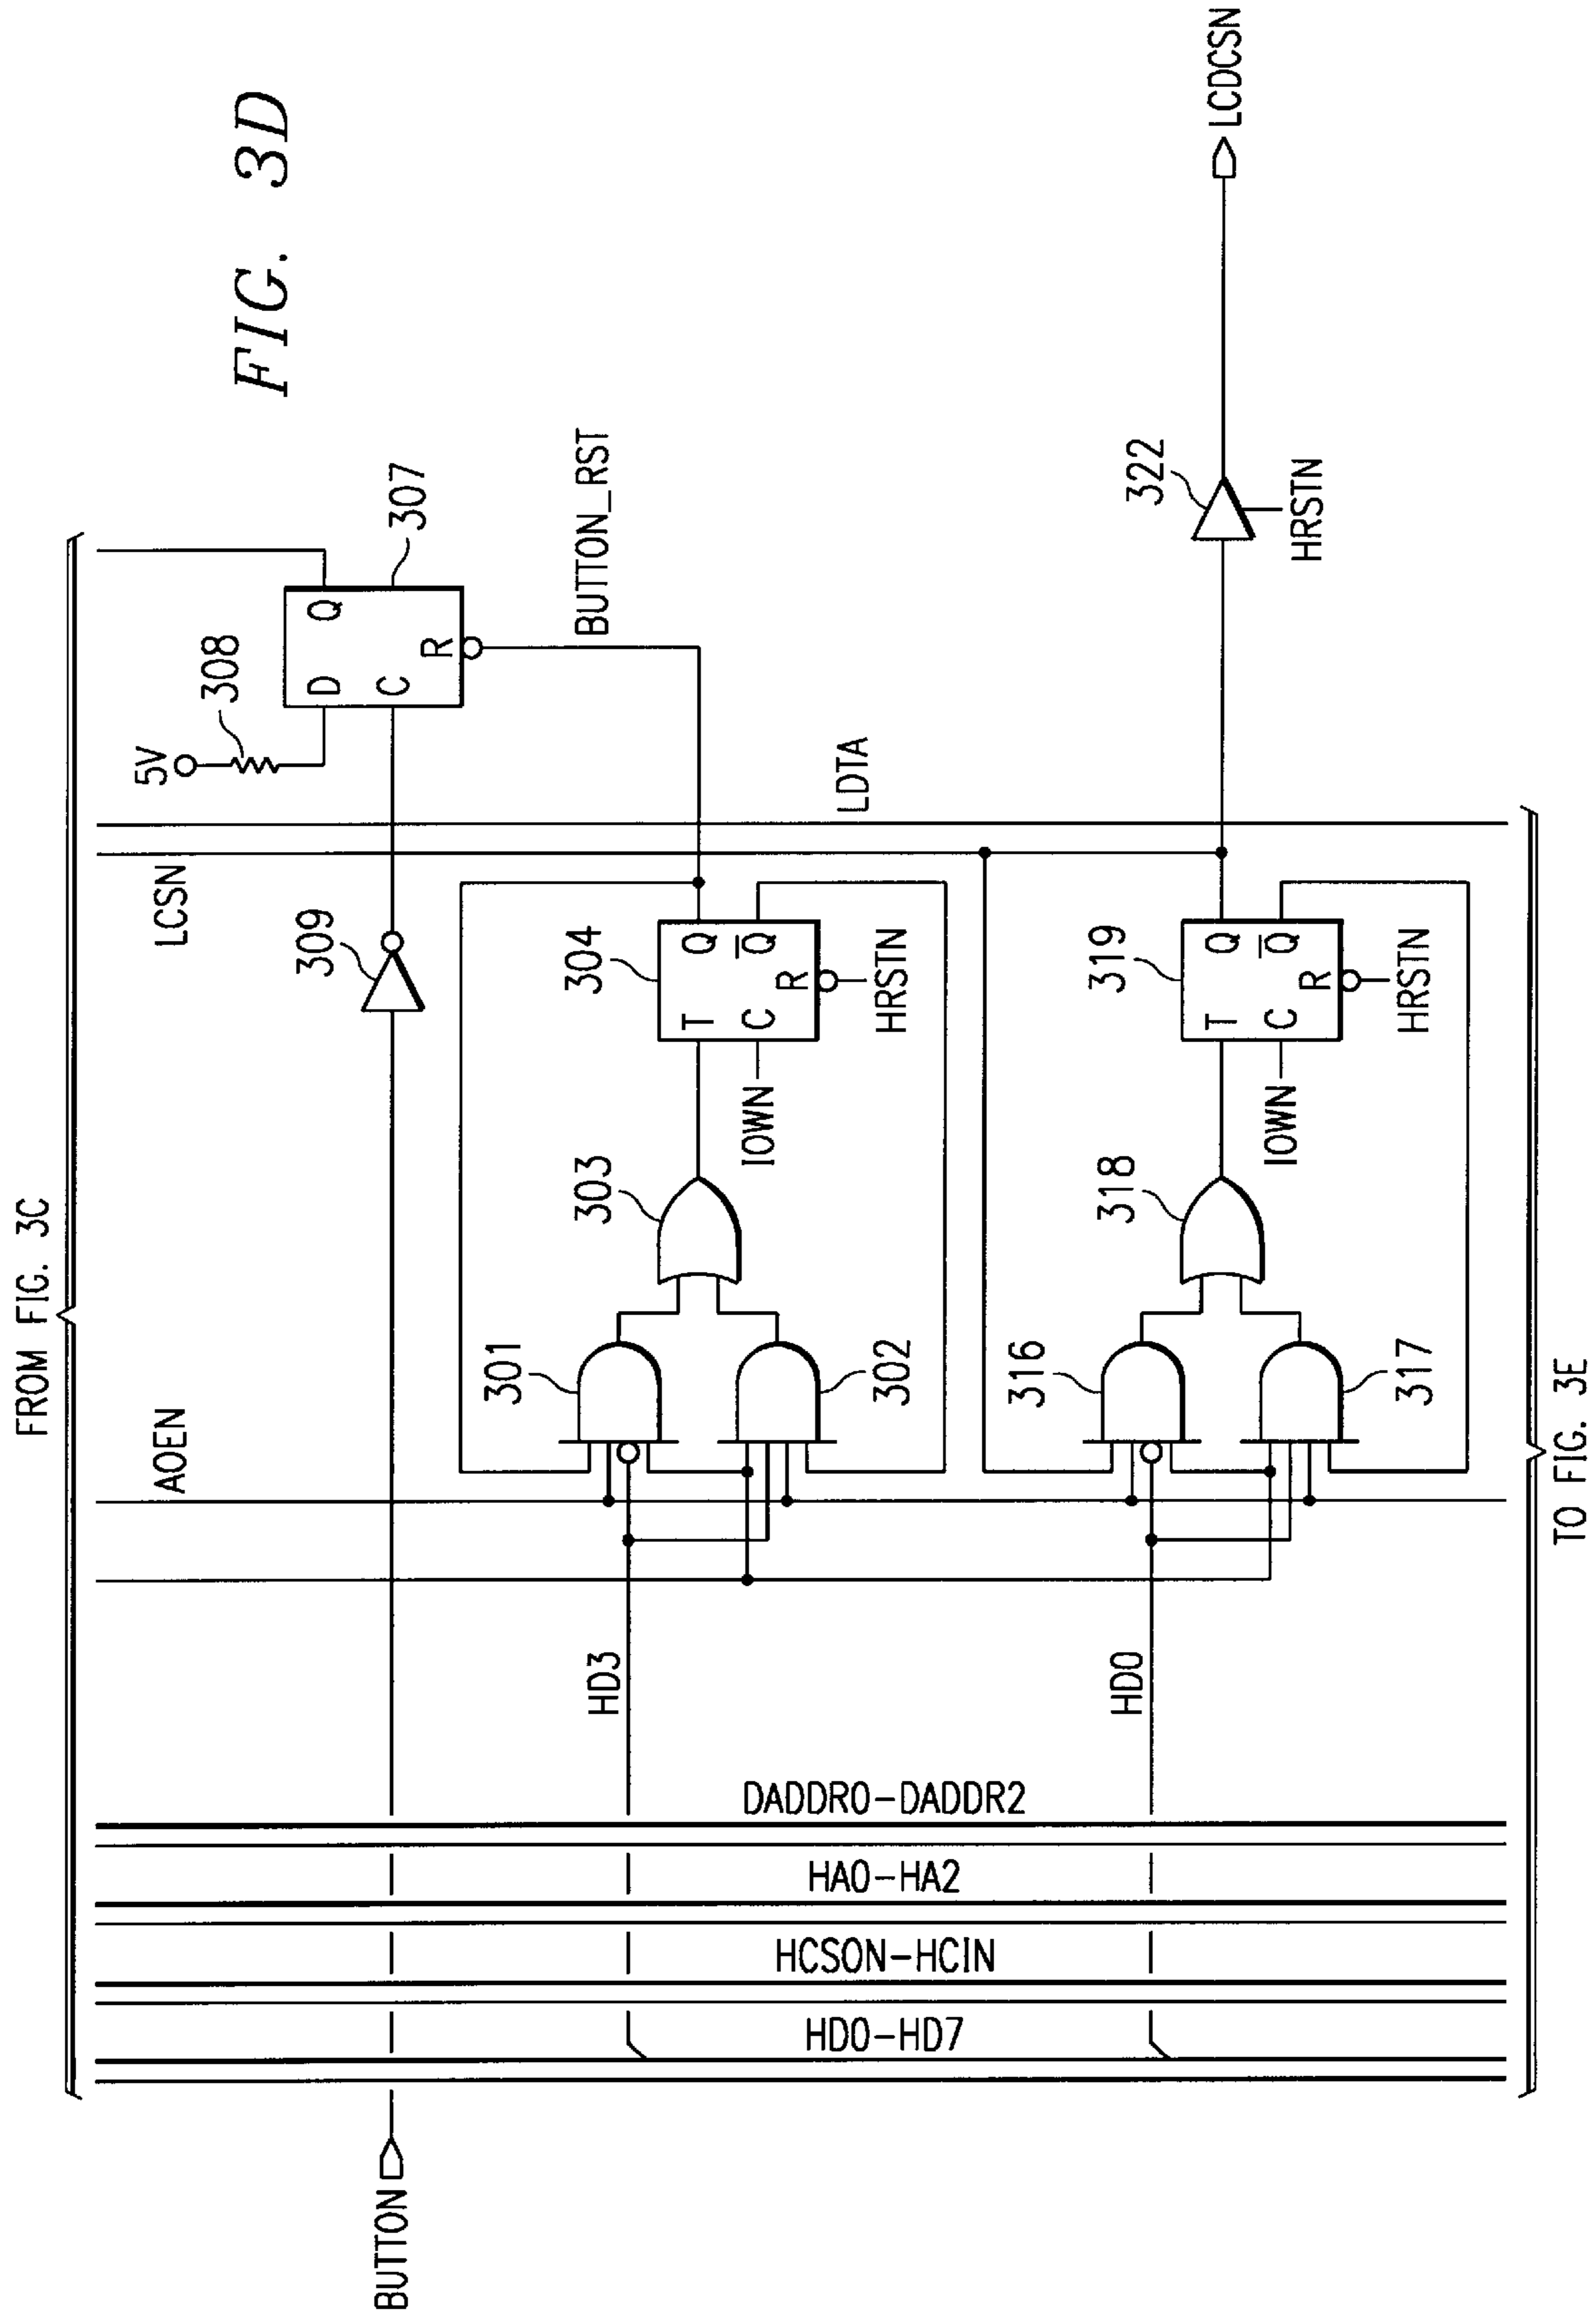 FIG. 3D
FROM FIG. 3C
5V
308
D
Q
C
R
307
BUTTON_RST
LCSN
309
LDTA
AOEN
301
302
303
304
T
Q
C
Q̅
R
IOWN
HRSTN
HD3
316
317
318
319
T
Q
C
Q̅
R
IOWN
HRSTN
HD0
322
HRSTN
LCDCSN
DADDR0-DADDR2
HA0-HA2
HCSON-HCIN
HD0-HD7
BUTTON
TO FIG. 3E